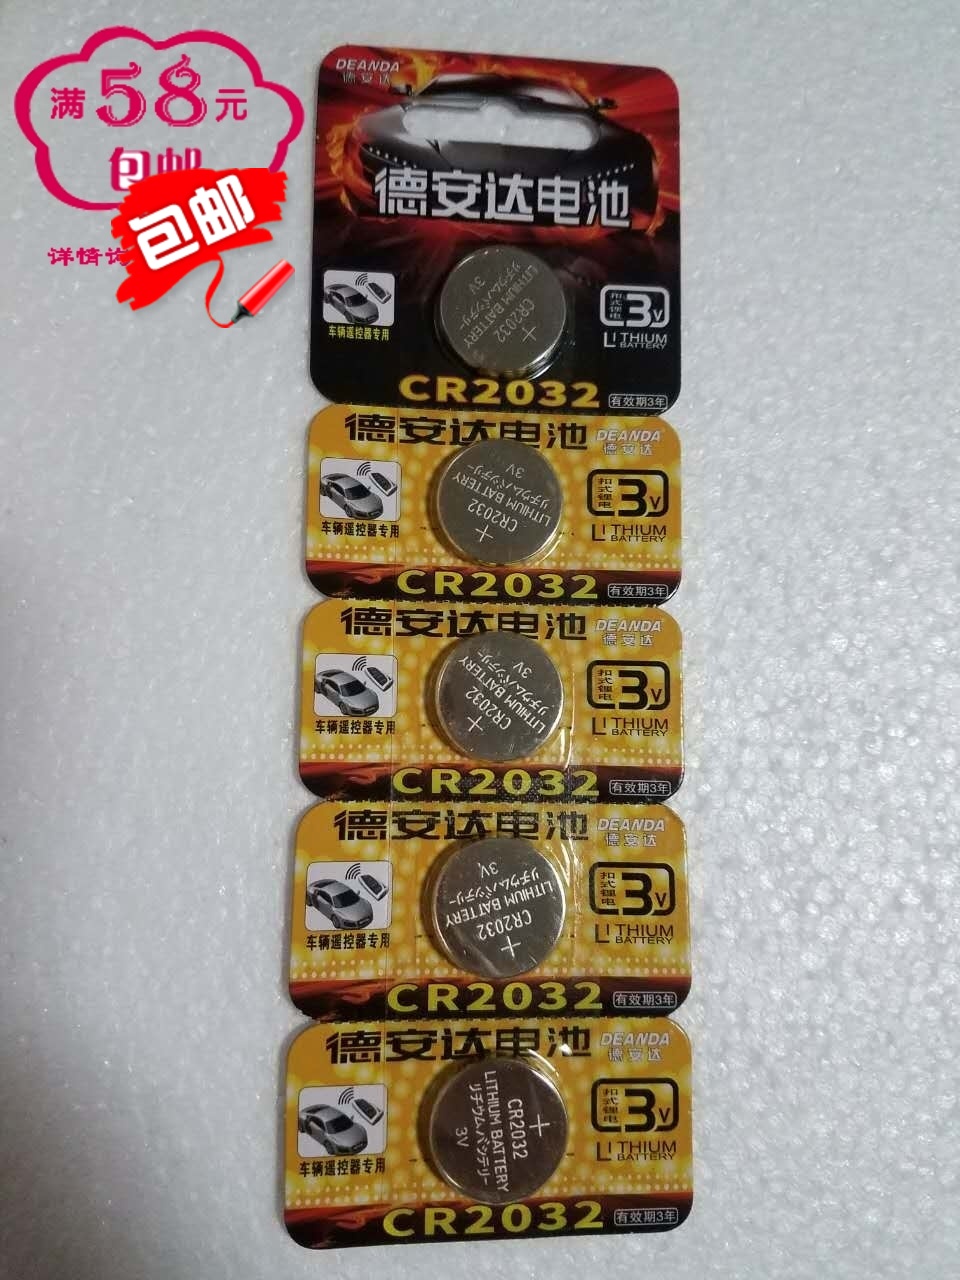 满58元
包邮
包邮
详情
DEANDA
德安达
德安达电池
CR2032
LITHIUM BATTERY
リチウムバッテリー
3V
车辆遥控器专用
扣式锂电
3V
LITHIUM
BATTERY
CR2032
有效期3年
德安达电池
DEANDA
德安达
3V
リチウムバッテリー
LITHIUM BATTERY
CR2032
车辆遥控器专用
扣式锂电
3V
LITHIUM
BATTERY
CR2032
有效期3年
德安达电池
DEANDA
德安达
3V
リチウムバッテリー
LITHIUM BATTERY
CR2032
车辆遥控器专用
扣式锂电
3V
LITHIUM
BATTERY
CR2032
有效期3年
德安达电池
DEANDA
德安达
3V
リチウムバッテリー
LITHIUM BATTERY
CR2032
车辆遥控器专用
扣式锂电
3V
LITHIUM
BATTERY
CR2032
有效期3年
德安达电池
DEANDA
德安达
CR2032
LITHIUM BATTERY
リチウムバッテリー
3V
车辆遥控器专用
扣式锂电
3V
LITHIUM
BATTERY
CR2032
有效期3年